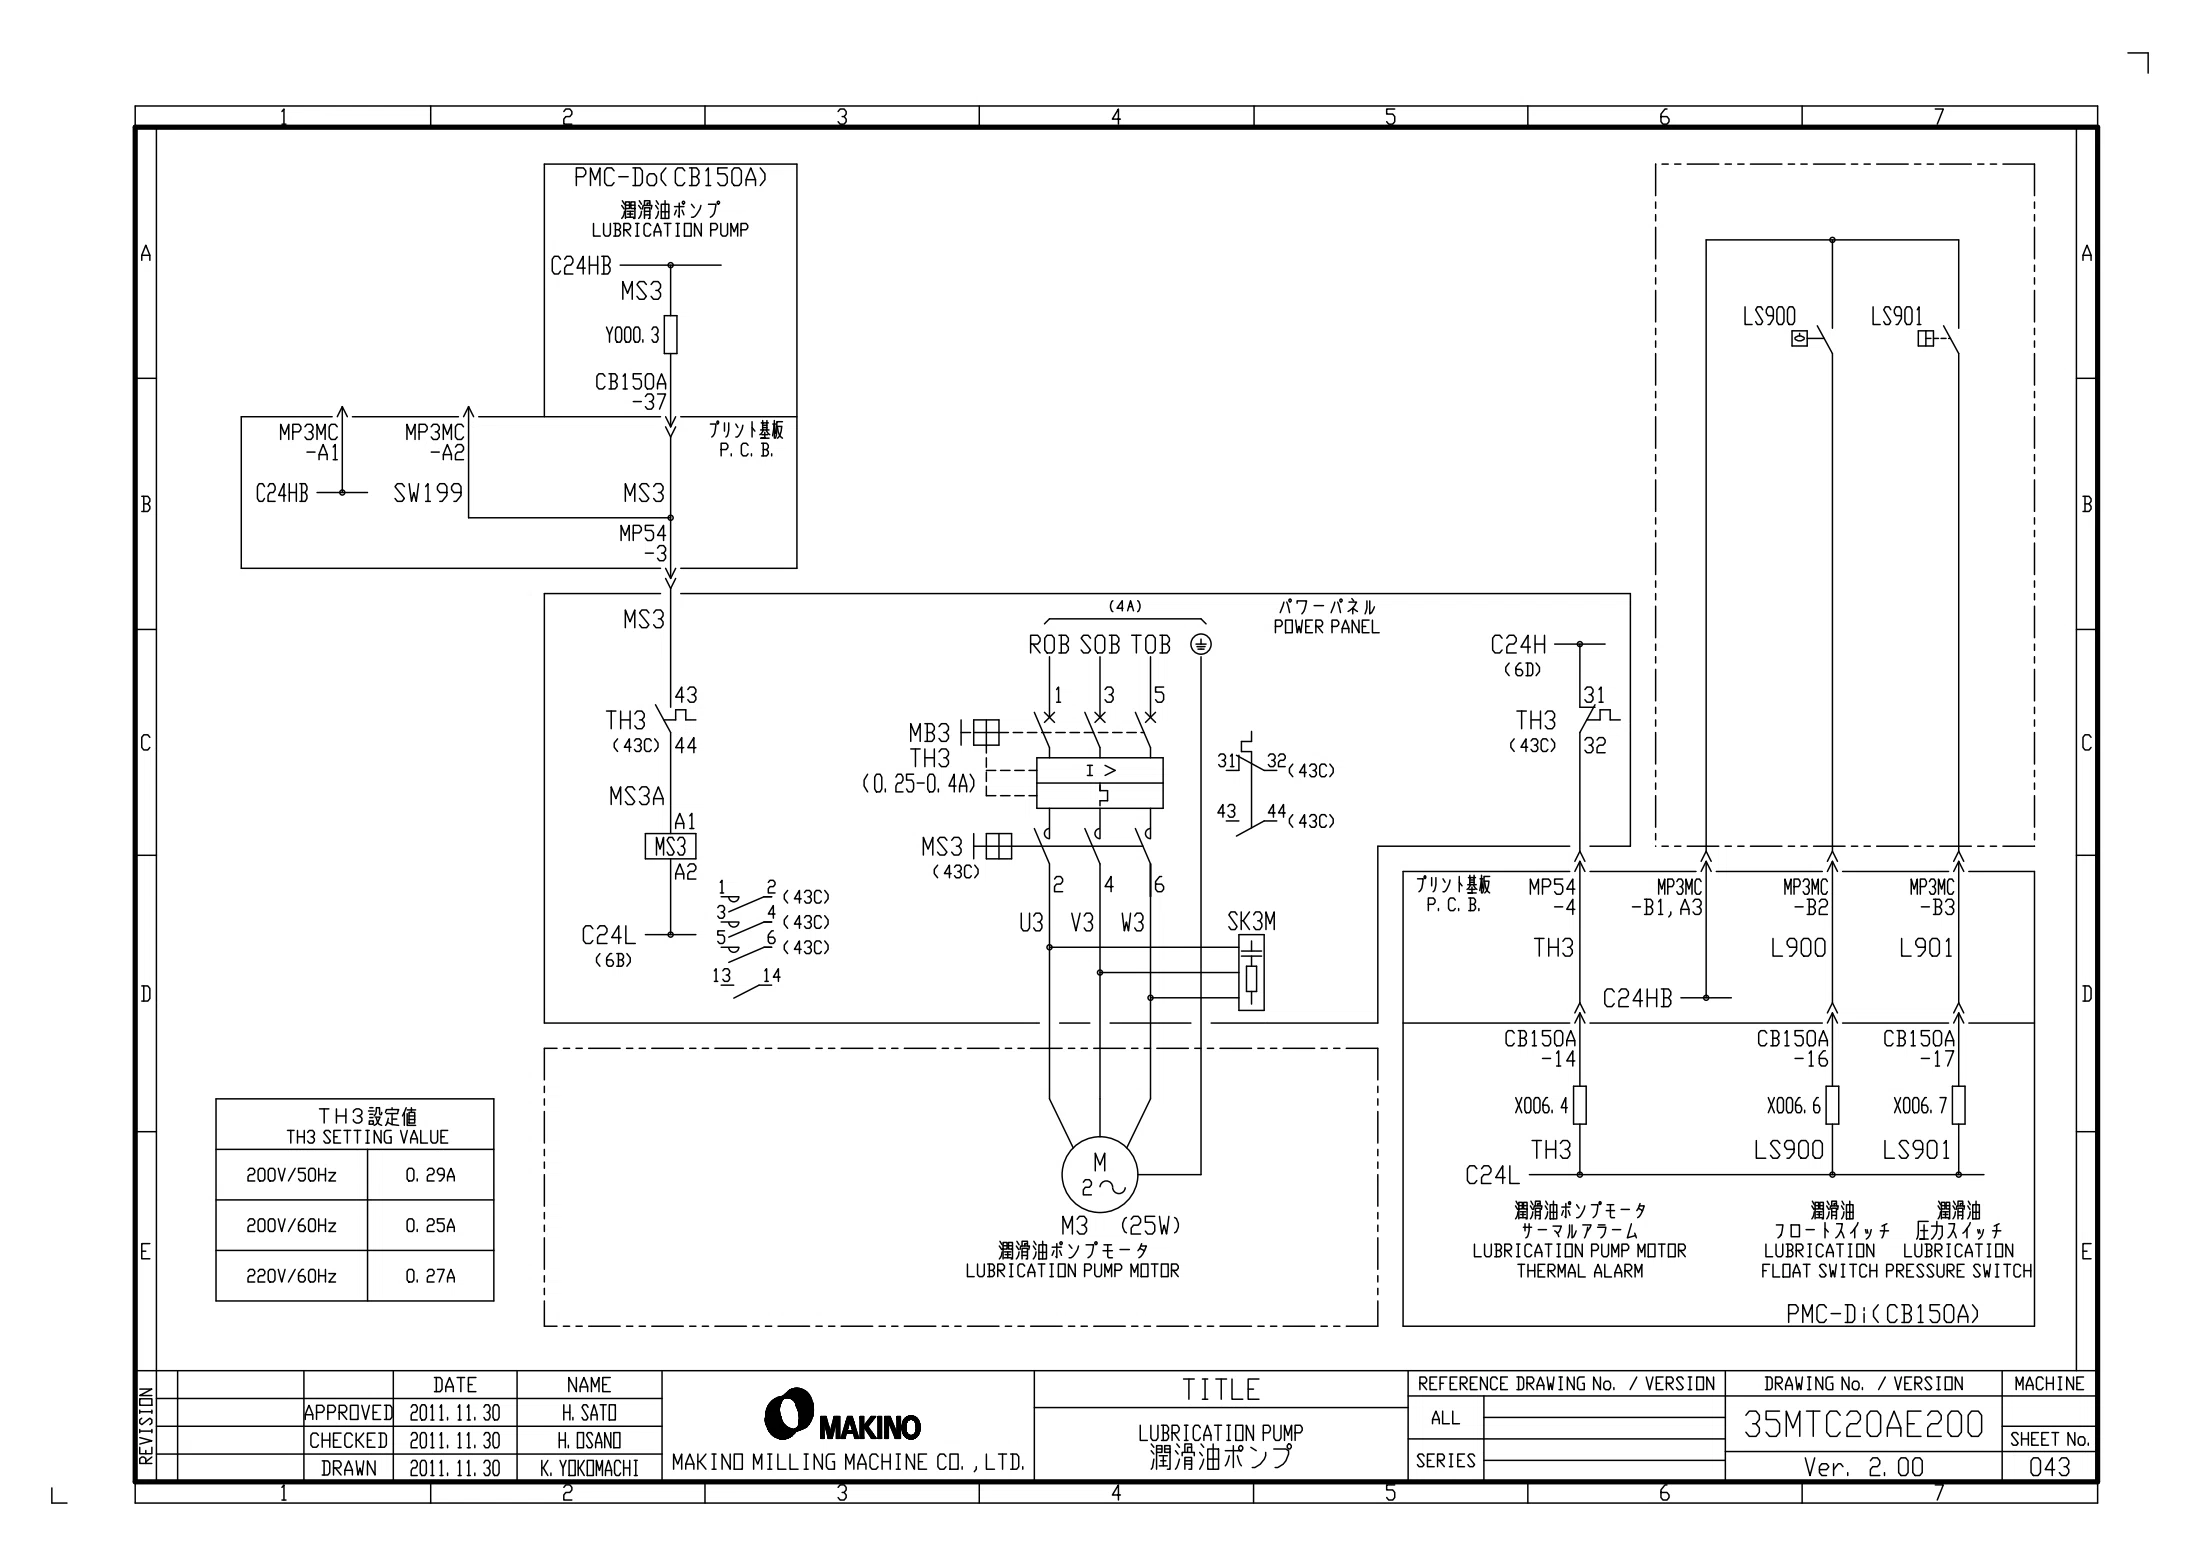 1 2 3 4 5 6 7
A
B
C
D
E
A
B
C
D
E
PMC-Do(CB150A)
潤滑油ポンプ
LUBRICATION PUMP
C24HB
MS3
Y000.3
CB150A
-37
MP3MC
-A1
MP3MC
-A2
プリント基板
P.C.B.
C24HB
SW199
MS3
MP54
-3
MS3
43
TH3
(43C)
44
MS3A
A1
MS3
A2
C24L
(6B)
1 2 (43C)
3 4 (43C)
5 6 (43C)
13 14
(4A)
R0B S0B T0B
パワーパネル
POWER PANEL
1 3 5
MB3
TH3
(0.25-0.4A)
I >
MS3
(43C)
2 4 6
U3 V3 W3
SK3M
31 32 (43C)
43 44 (43C)
C24H
(6D)
31
TH3
(43C)
32
LS900
LS901
プリント基板
P.C.B.
MP54
-4
MP3MC
-B1,A3
MP3MC
-B2
MP3MC
-B3
TH3
L900
L901
C24HB
CB150A
-14
CB150A
-16
CB150A
-17
X006.4
X006.6
X006.7
TH3
LS900
LS901
C24L
潤滑油ポンプモータ
サーマルアラーム
LUBRICATION PUMP MOTOR
THERMAL ALARM
潤滑油
フロートスイッチ
LUBRICATION
FLOAT SWITCH
潤滑油
圧力スイッチ
LUBRICATION
PRESSURE SWITCH
PMC-Di(CB150A)
M
2
M3 (25W)
潤滑油ポンプモータ
LUBRICATION PUMP MOTOR
TH3設定値
TH3 SETTING VALUE
200V/50Hz 0.29A
200V/60Hz 0.25A
220V/60Hz 0.27A
REVISION
DATE NAME
APPROVED 2011.11.30 H.SATO
CHECKED 2011.11.30 H.OSANO
DRAWN 2011.11.30 K.YOKOMACHI
MAKINO
MAKINO MILLING MACHINE CO.,LTD.
TITLE
LUBRICATION PUMP
潤滑油ポンプ
REFERENCE DRAWING No. / VERSION
ALL
SERIES
DRAWING No. / VERSION
35MTC20AE200
Ver. 2.00
MACHINE
SHEET No.
043
1 2 3 4 5 6 7